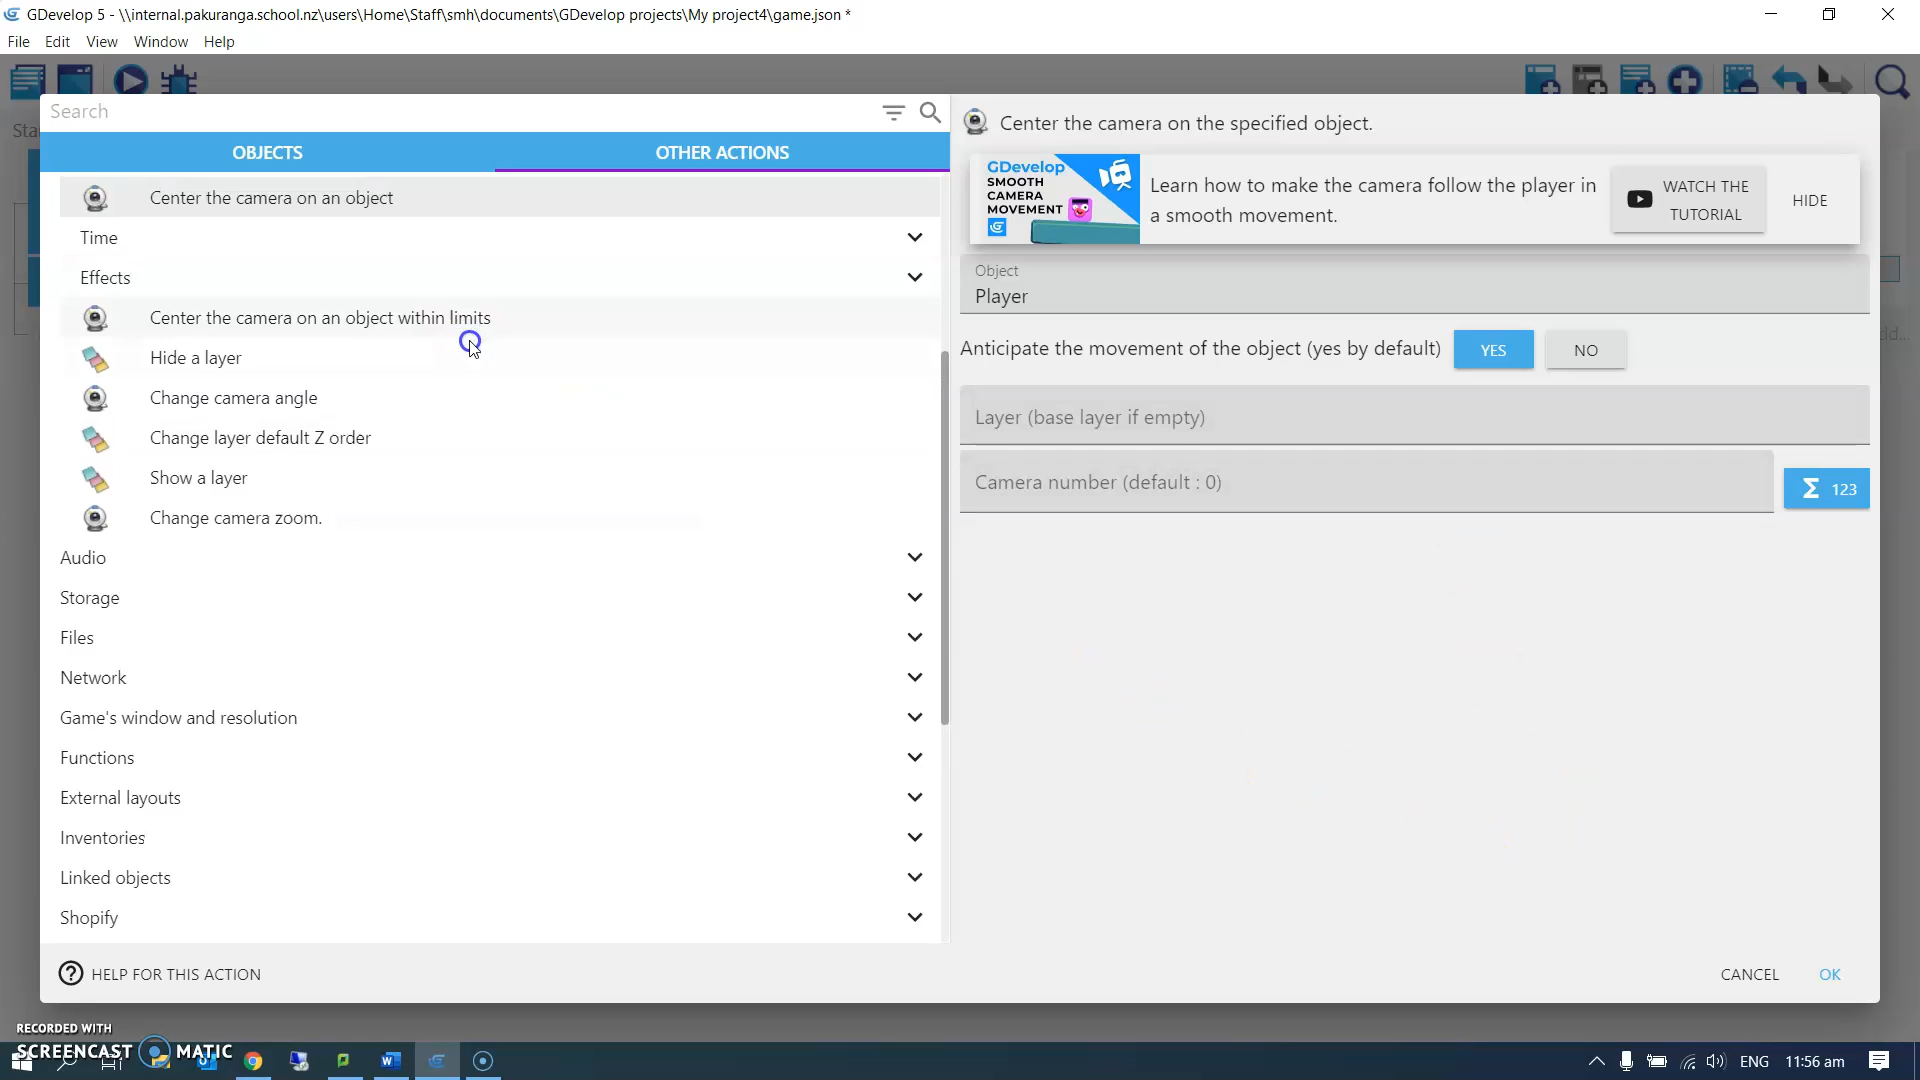 GDevelop 5 - \\internal.pakuranga.school.nz\users\Home\Staff\smh\documents\GDevelop projects\My project4\game.json *
File Edit View Window Help
Sta
Search
OBJECTS
OTHER ACTIONS
Center the camera on an object
Time
Effects
Center the camera on an object within limits
Hide a layer
Change camera angle
Change layer default Z order
Show a layer
Change camera zoom.
Audio
Storage
Files
Network
Game's window and resolution
Functions
External layouts
Inventories
Linked objects
Shopify
HELP FOR THIS ACTION
Center the camera on the specified object.
GDevelop
SMOOTH
CAMERA
MOVEMENT
Learn how to make the camera follow the player in
a smooth movement.
WATCH THE
TUTORIAL
HIDE
Object
Player
Anticipate the movement of the object (yes by default)
YES
NO
Layer (base layer if empty)
Camera number (default : 0)
Σ 123
dd...
CANCEL
OK
RECORDED WITH
SCREENCAST MATIC
ENG
11:56 am